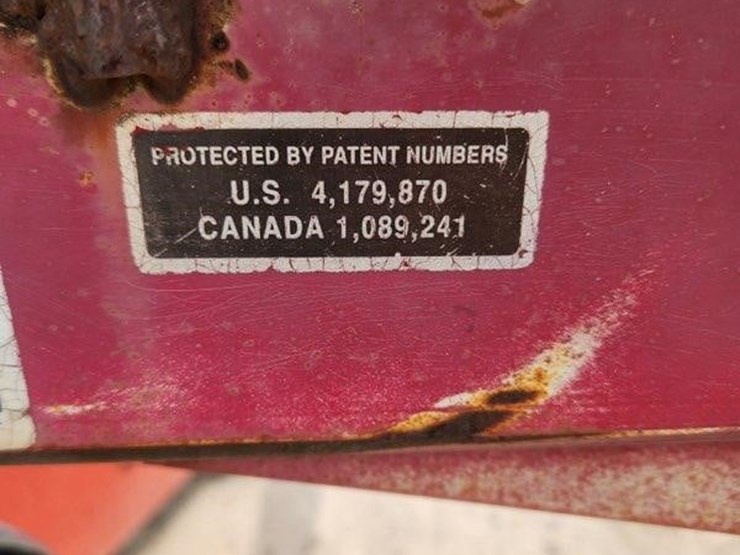 PROTECTED BY PATENT NUMBERS
U.S. 4,179,870
CANADA 1,089,241